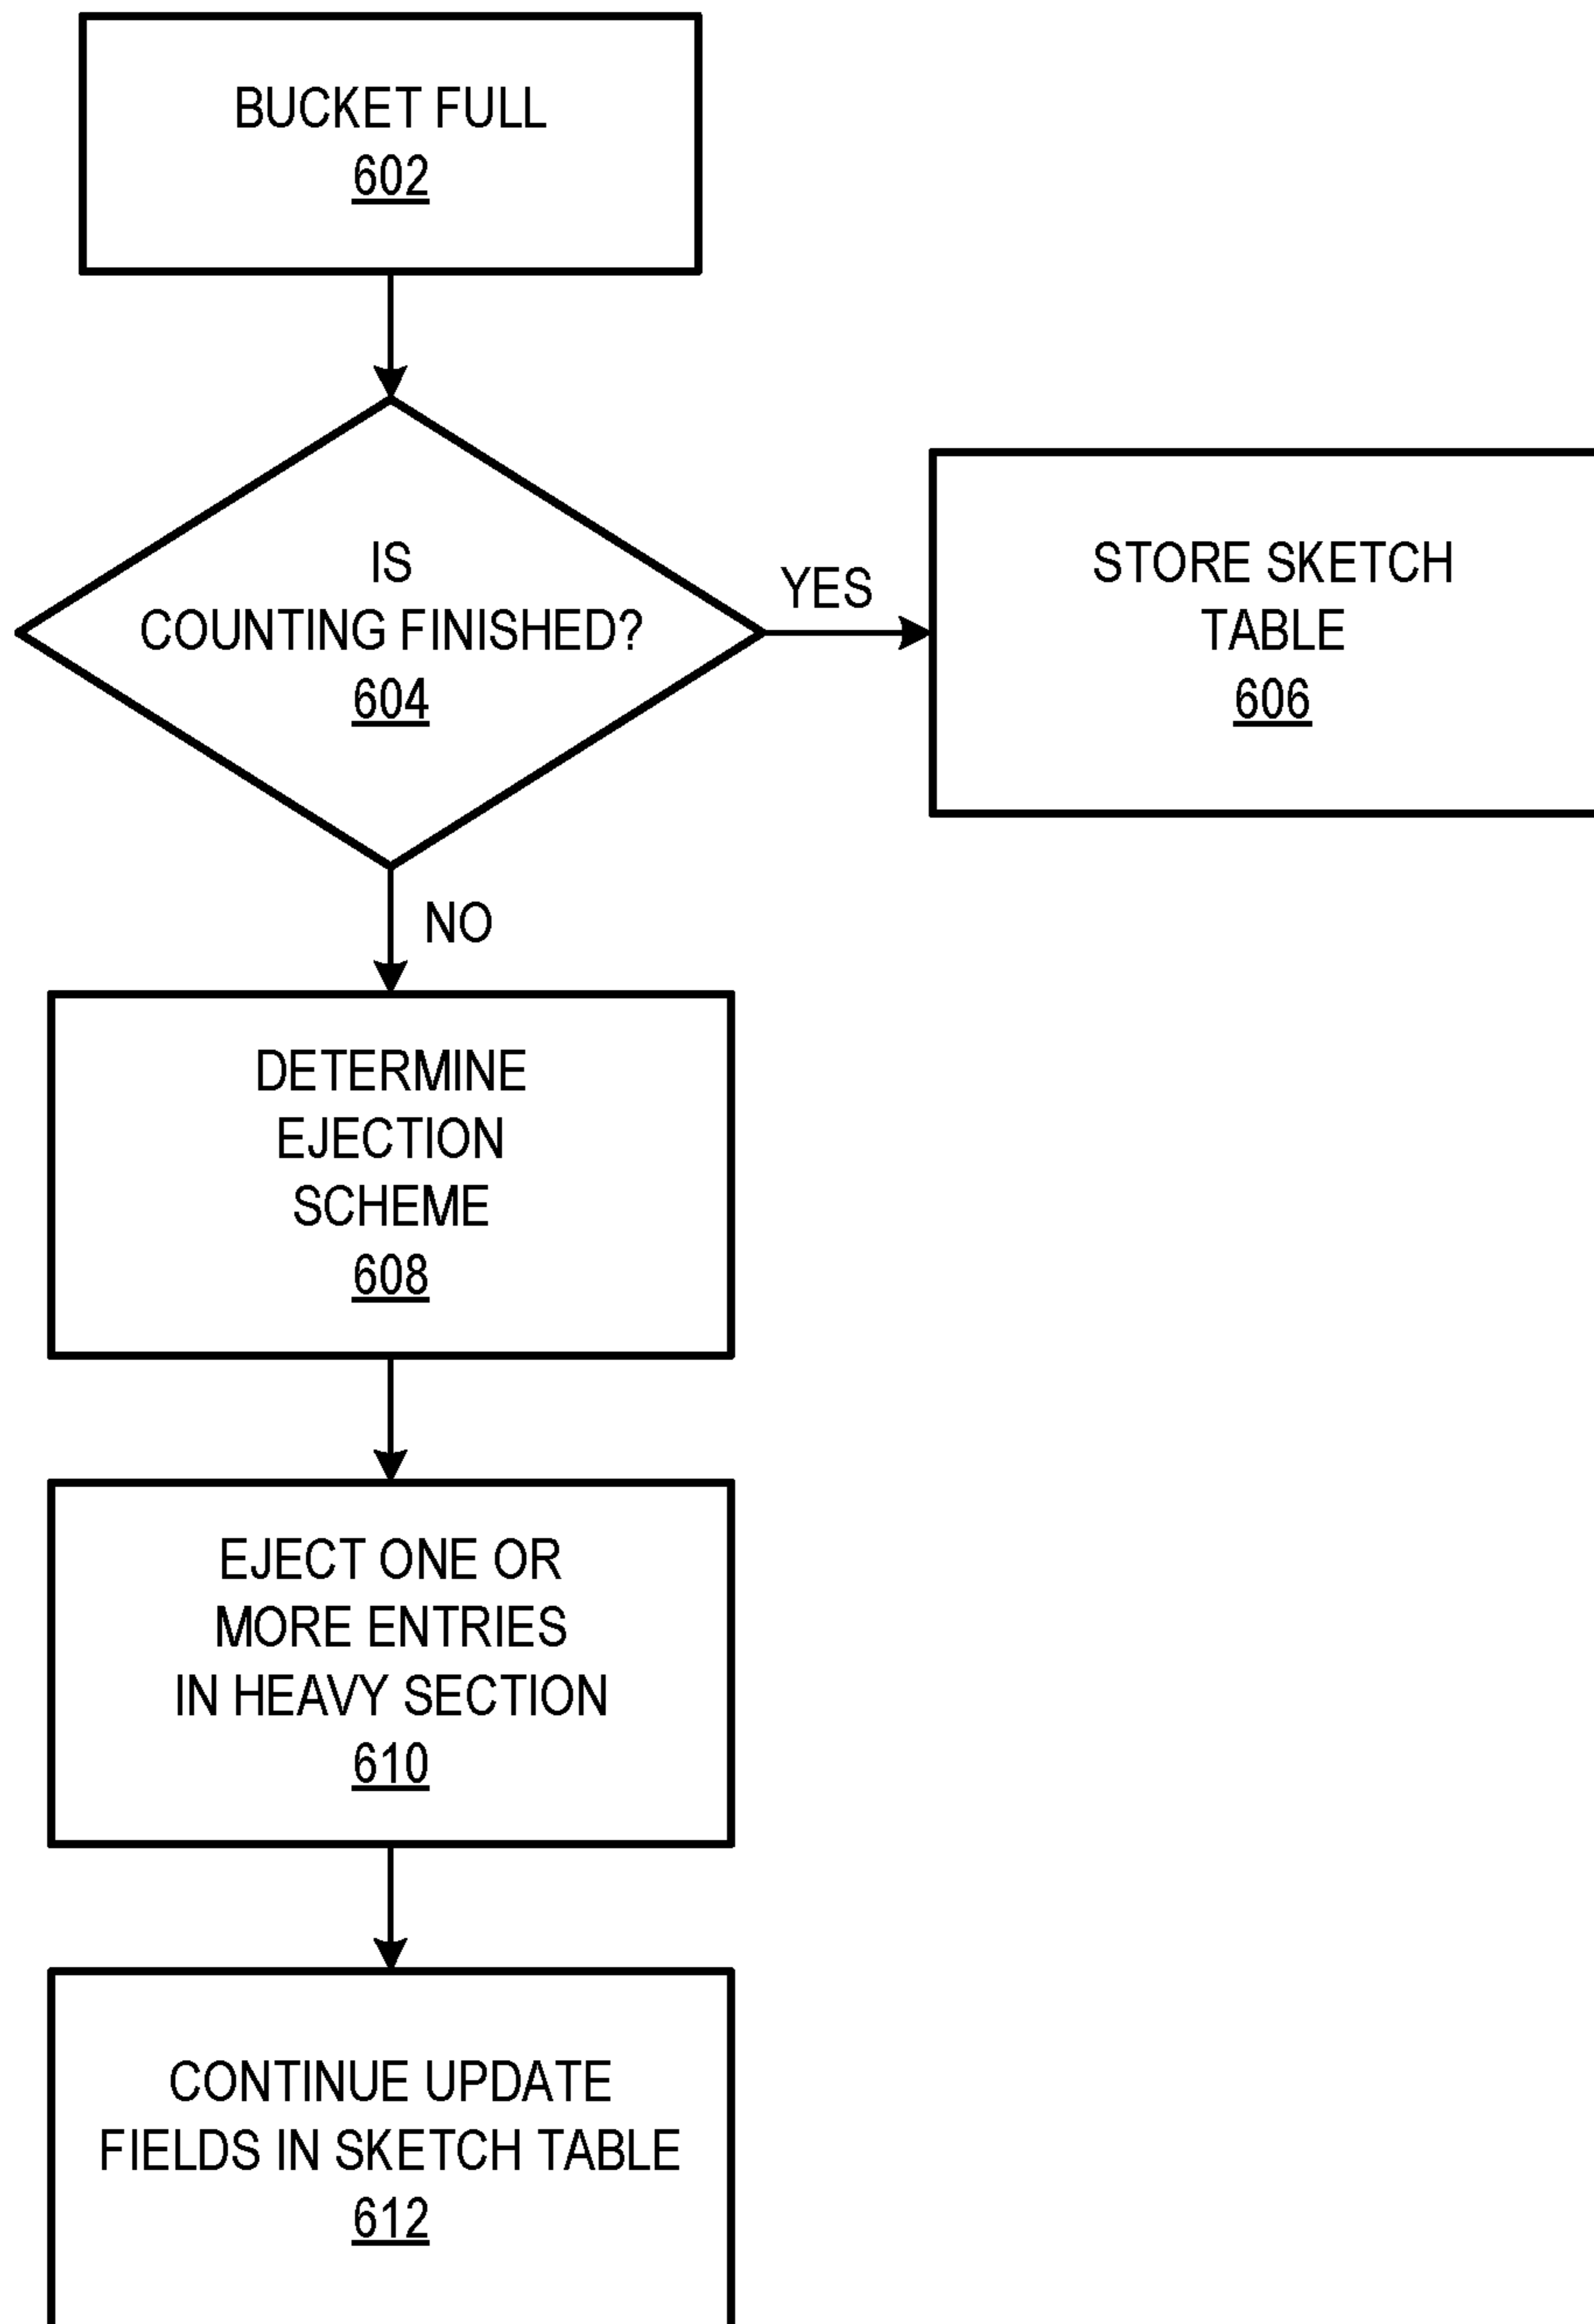 BUCKET FULL
602
IS
COUNTING FINISHED?
604
YES
STORE SKETCH
TABLE
606
NO
DETERMINE
EJECTION
SCHEME
608
EJECT ONE OR
MORE ENTRIES
IN HEAVY SECTION
610
CONTINUE UPDATE
FIELDS IN SKETCH TABLE
612